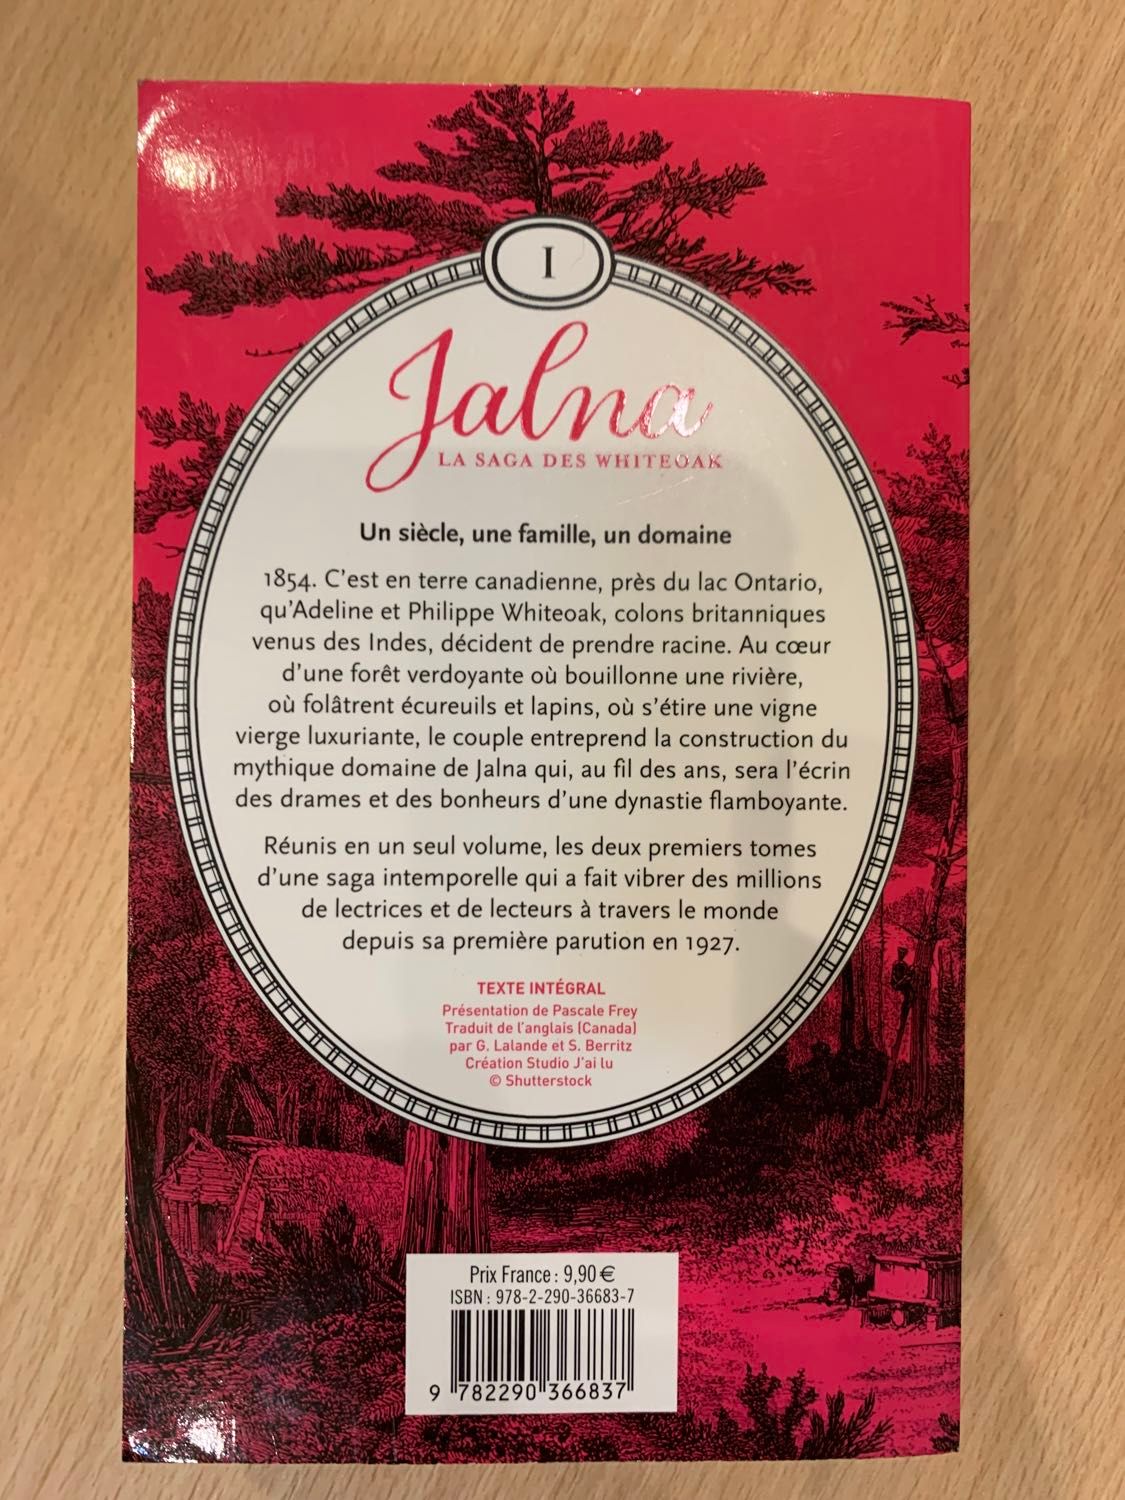 I
Jalna
LA SAGA DES WHITEOAK
Un siècle, une famille, un domaine
1854. C'est en terre canadienne, près du lac Ontario,
qu'Adeline et Philippe Whiteoak, colons britanniques
venus des Indes, décident de prendre racine. Au cœur
d'une forêt verdoyante où bouillonne une rivière,
où folâtrent écureuils et lapins, où s'étire une vigne
vierge luxuriante, le couple entreprend la construction du
mythique domaine de Jalna qui, au fil des ans, sera l'écrin
des drames et des bonheurs d'une dynastie flamboyante.
Réunis en un seul volume, les deux premiers tomes
d'une saga intemporelle qui a fait vibrer des millions
de lectrices et de lecteurs à travers le monde
depuis sa première parution en 1927.
TEXTE INTÉGRAL
Présentation de Pascale Frey
Traduit de l'anglais (Canada)
par G. Lalande et S. Berritz
Création Studio J'ai lu
© Shutterstock
Prix France : 9,90 €
ISBN : 978-2-290-36683-7
9 782290 366837